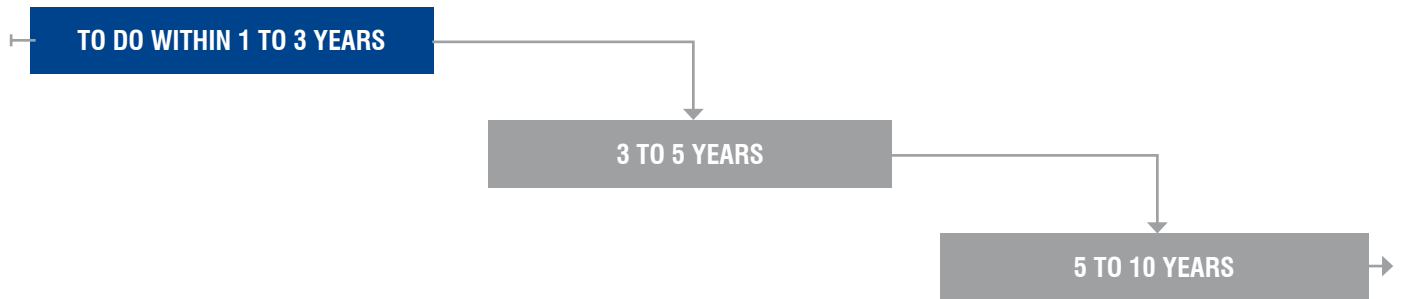 TO DO WITHIN 1 TO 3 YEARS
3 TO 5 YEARS
5 TO 10 YEARS